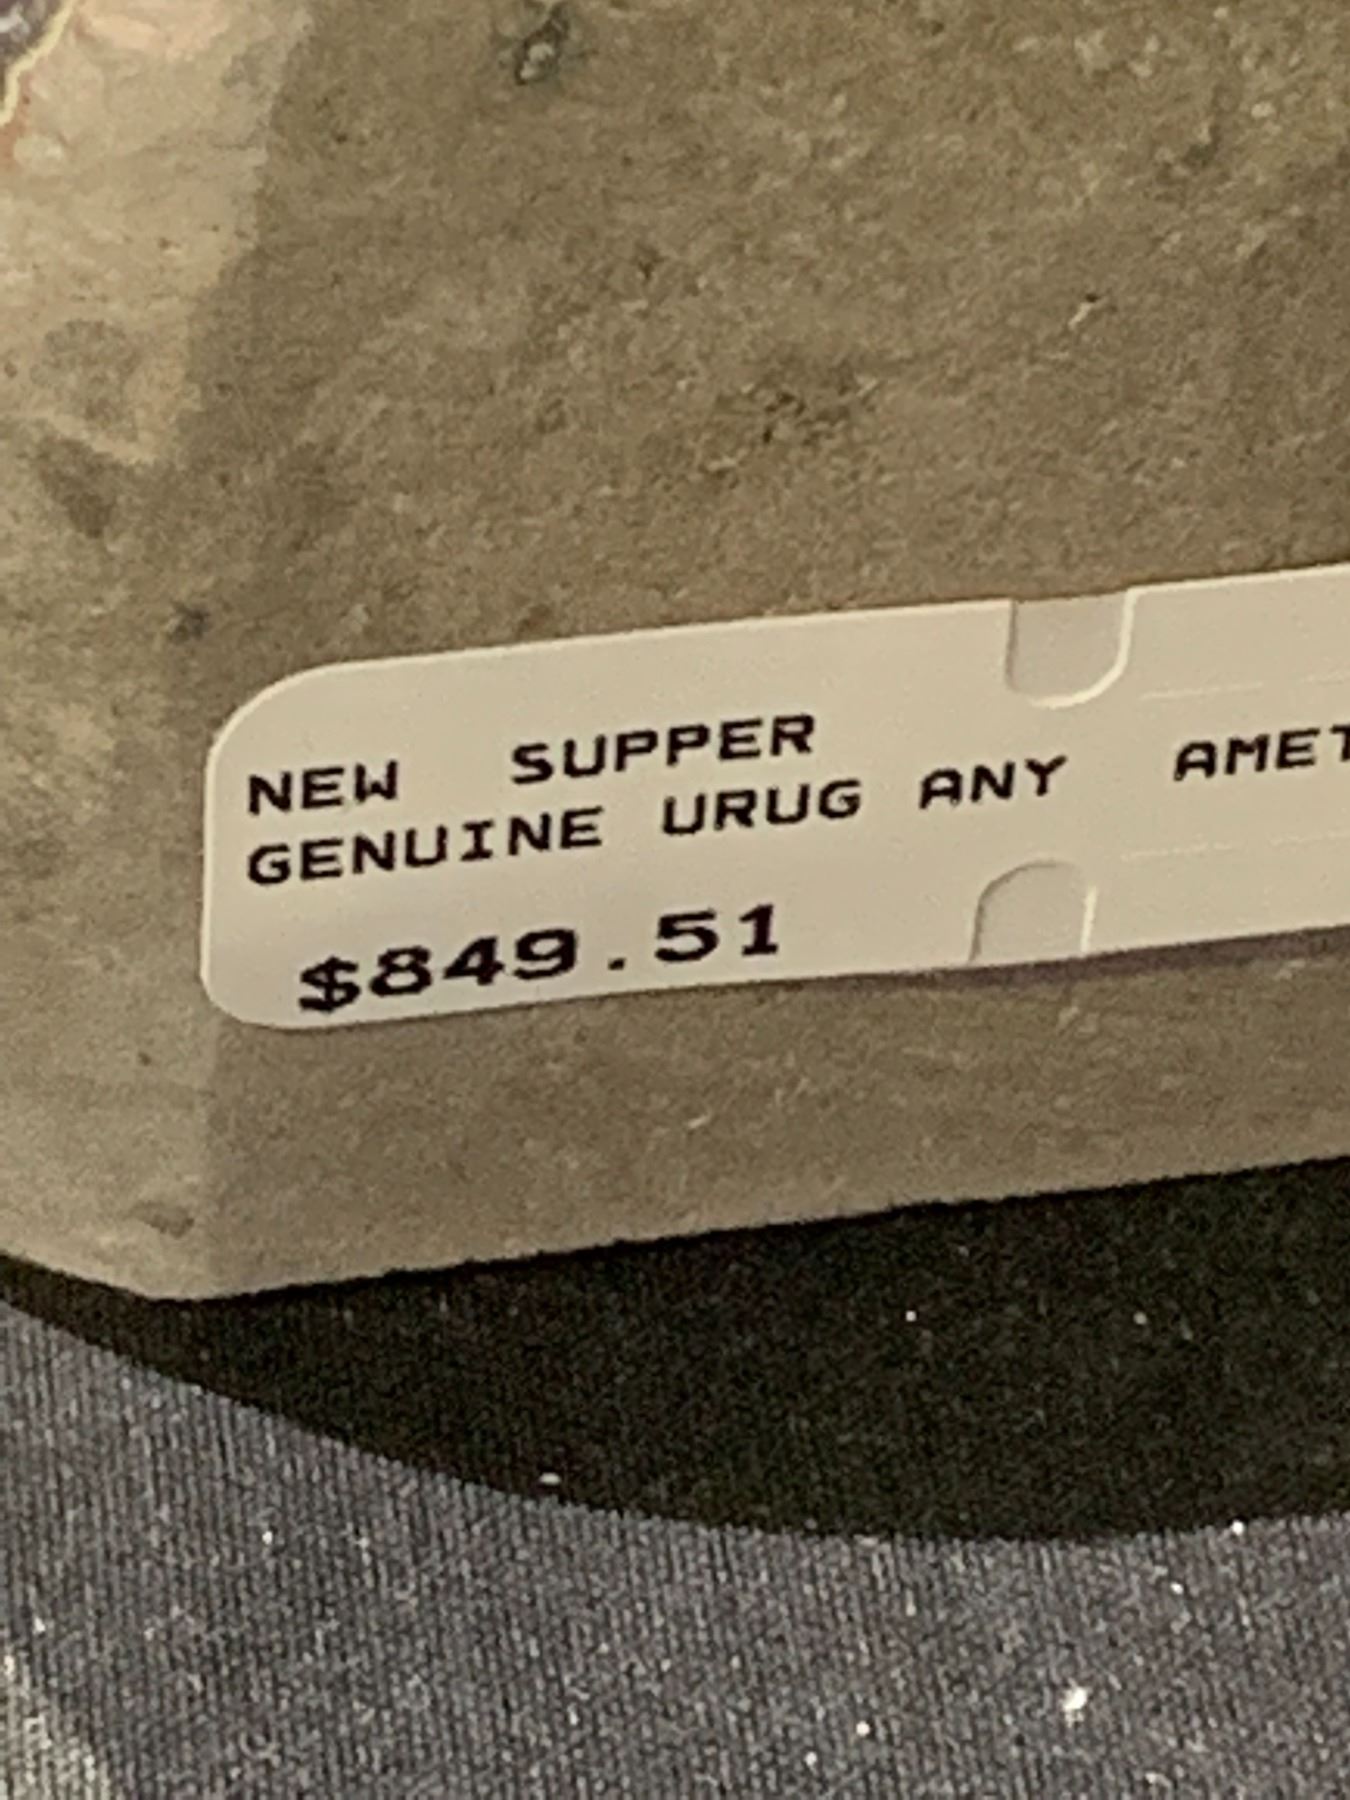 NEW SUPPER
GENUINE URUG ANY AMET
$849.51